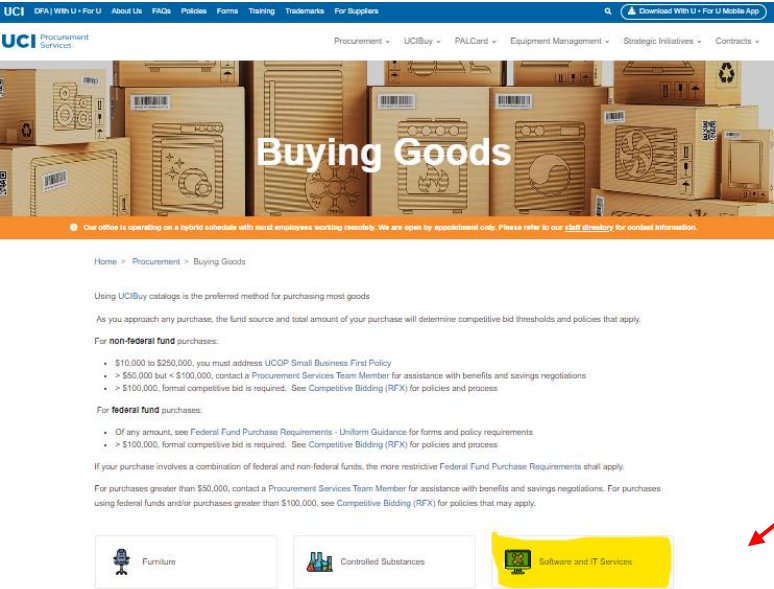 UCI DFA | With U • For U About Us FAQs Policies Forms Training Trademarks For Suppliers Download With U • For U Mobile App
UCI Procurement Services Procurement UCIBuy PALCard Equipment Management Strategic Initiatives Contracts
Buying Goods
Our office is operating on a hybrid schedule with most employees working remotely. We are open by appointment only. Please refer to our staff directory for contact information.
Home > Procurement > Buying Goods
Using UCIBuy catalogs is the preferred method for purchasing most goods
As you approach any purchase, the fund source and total amount of your purchase will determine competitive bid thresholds and policies that apply.
For non-federal fund purchases:
• $10,000 to $250,000, you must address UCOP Small Business First Policy
• > $50,000 but < $100,000, contact a Procurement Services Team Member for assistance with benefits and savings negotiations
• > $100,000, formal competitive bid is required. See Competitive Bidding (RFX) for policies and process
For federal fund purchases:
• Of any amount, see Federal Fund Purchase Requirements - Uniform Guidance for forms and policy requirements
• > $100,000, formal competitive bid is required. See Competitive Bidding (RFX) for policies and process
If your purchase involves a combination of federal and non-federal funds, the more restrictive Federal Fund Purchase Requirements shall apply.
For purchases greater than $50,000, contact a Procurement Services Team Member for assistance with benefits and savings negotiations. For purchases
using federal funds and/or purchases greater than $100,000, see Competitive Bidding (RFX) for policies that may apply.
Furniture Controlled Substances Software and IT Services